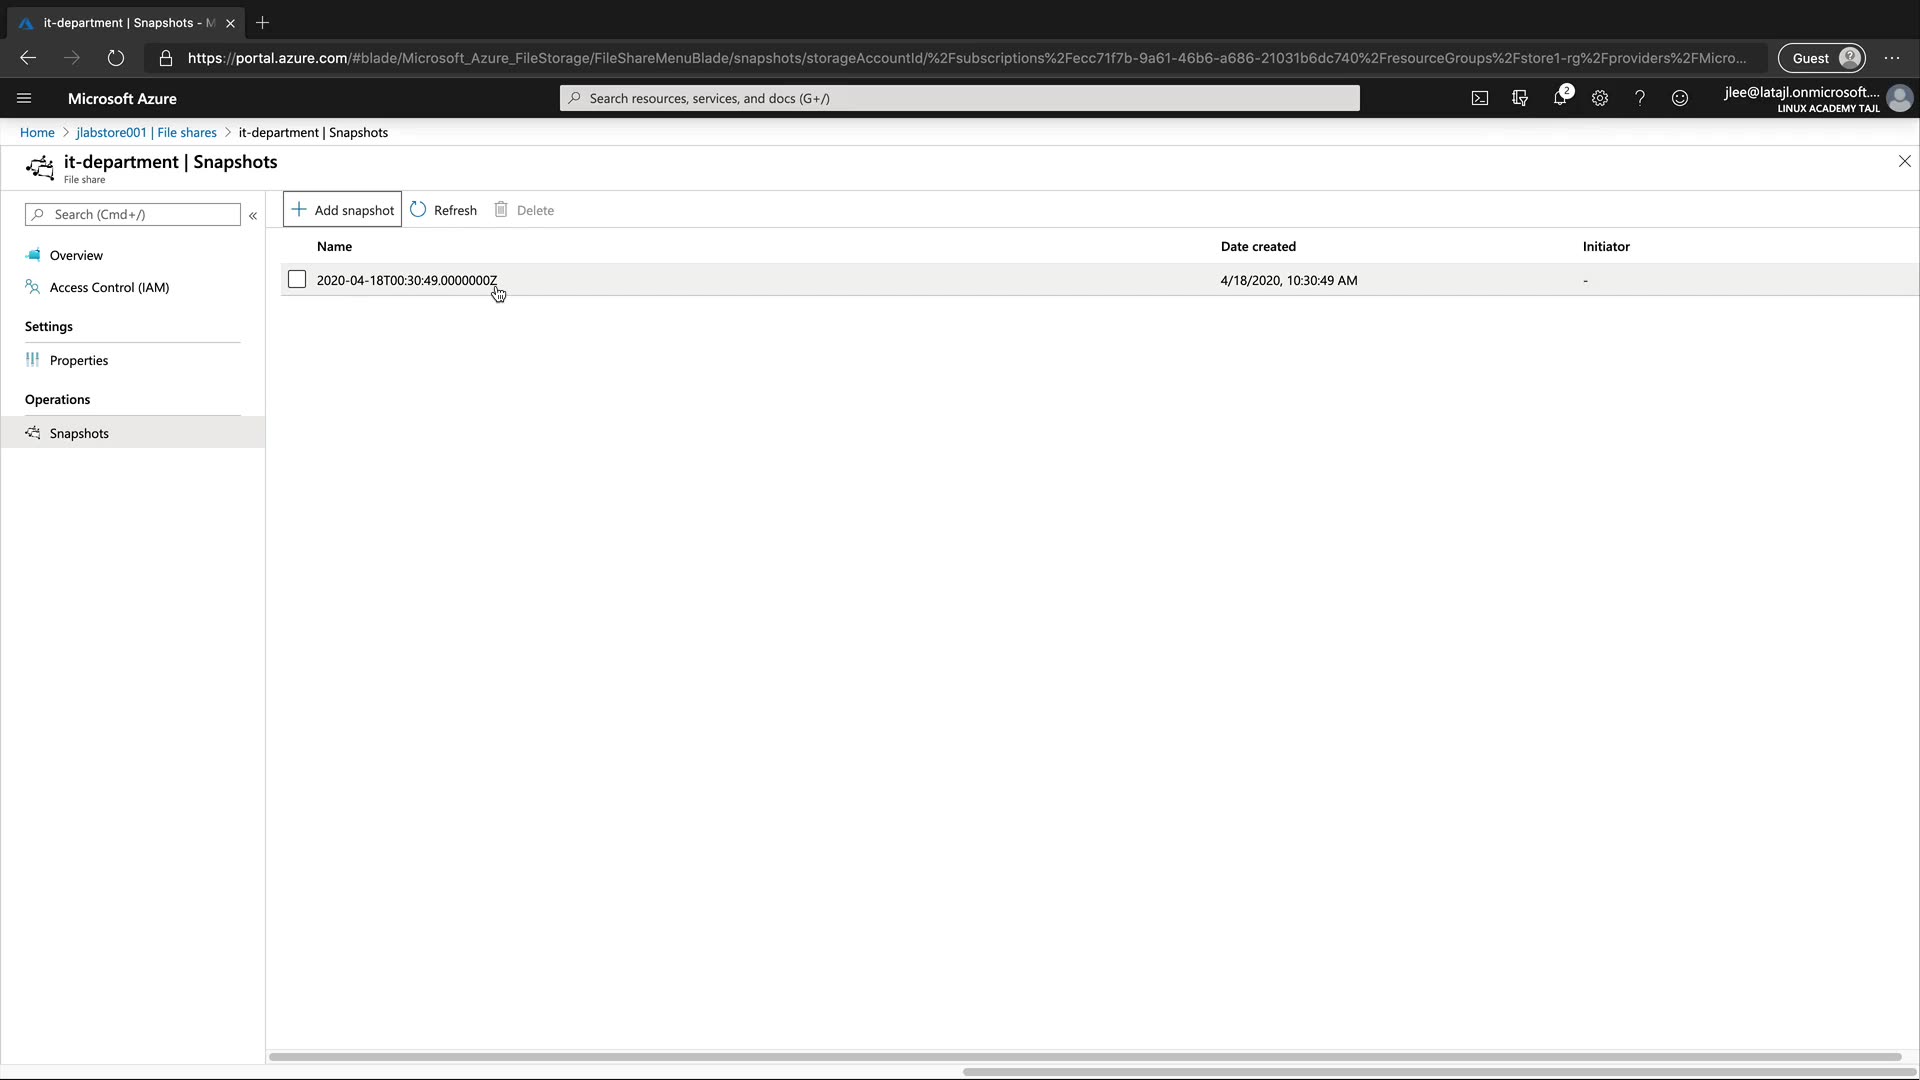 it-department | Snapshots - M
https://portal.azure.com/#blade/Microsoft_Azure_FileStorage/FileShareMenuBlade/snapshots/storageAccountId/%2Fsubscriptions%2Fecc71f7b-9a61-46b6-a686-21031b6dc740%2FresourceGroups%2Fstore1-rg%2Fproviders%2FMicro...
Guest
Microsoft Azure
Search resources, services, and docs (G+/)
2
jlee@latajl.onmicrosoft....
LINUX ACADEMY TAJL
Home > jlabstore001 | File shares > it-department | Snapshots
it-department | Snapshots
File share
Search (Cmd+/)
Add snapshot
Refresh
Delete
Overview
Access Control (IAM)
Settings
Properties
Operations
Snapshots
Name Date created Initiator
2020-04-18T00:30:49.0000000Z 4/18/2020, 10:30:49 AM -